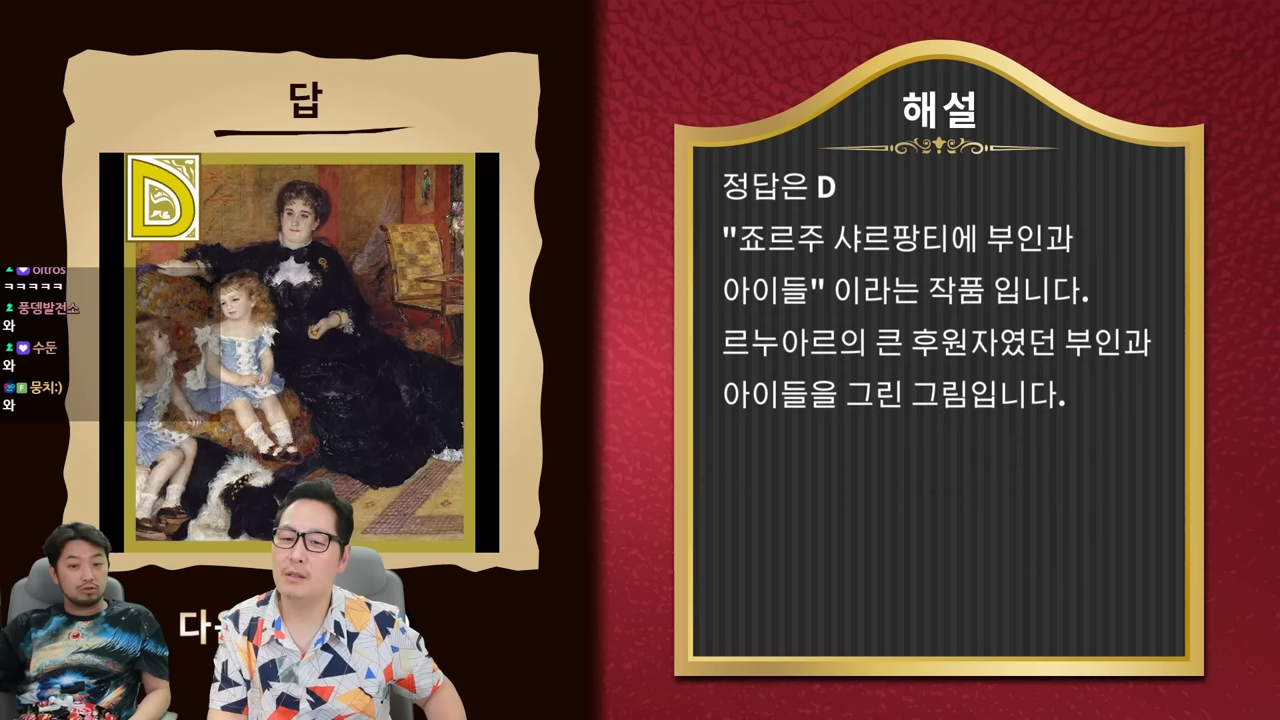 답
D
oitros
ㅋㅋㅋㅋㅋ
풍뎅발전소
와
수둔
와
뭉치:)
와
해설
정답은 D
"죠르주 샤르팡티에 부인과
아이들" 이라는 작품 입니다.
르누아르의 큰 후원자였던 부인과
아이들을 그린 그림입니다.